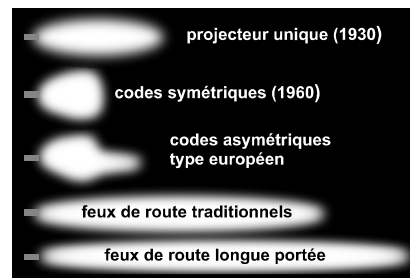 projecteur unique (1930)
codes symétriques (1960)
codes asymétriques
type européen
feux de route traditionnels
feux de route longue portée